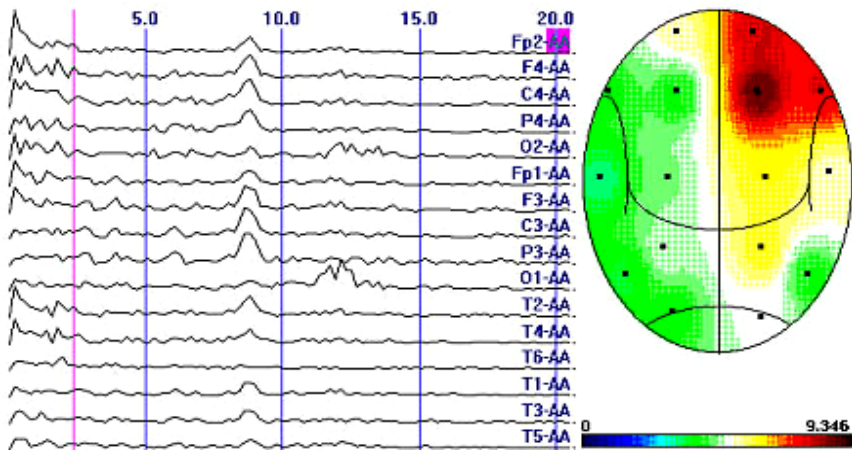 5.0 10.0 15.0 20.0
Fp2-AA
F4-AA
C4-AA
P4-AA
O2-AA
Fp1-AA
F3-AA
C3-AA
P3-AA
O1-AA
T2-AA
T4-AA
T6-AA
T1-AA
T3-AA
T5-AA
0 9.346